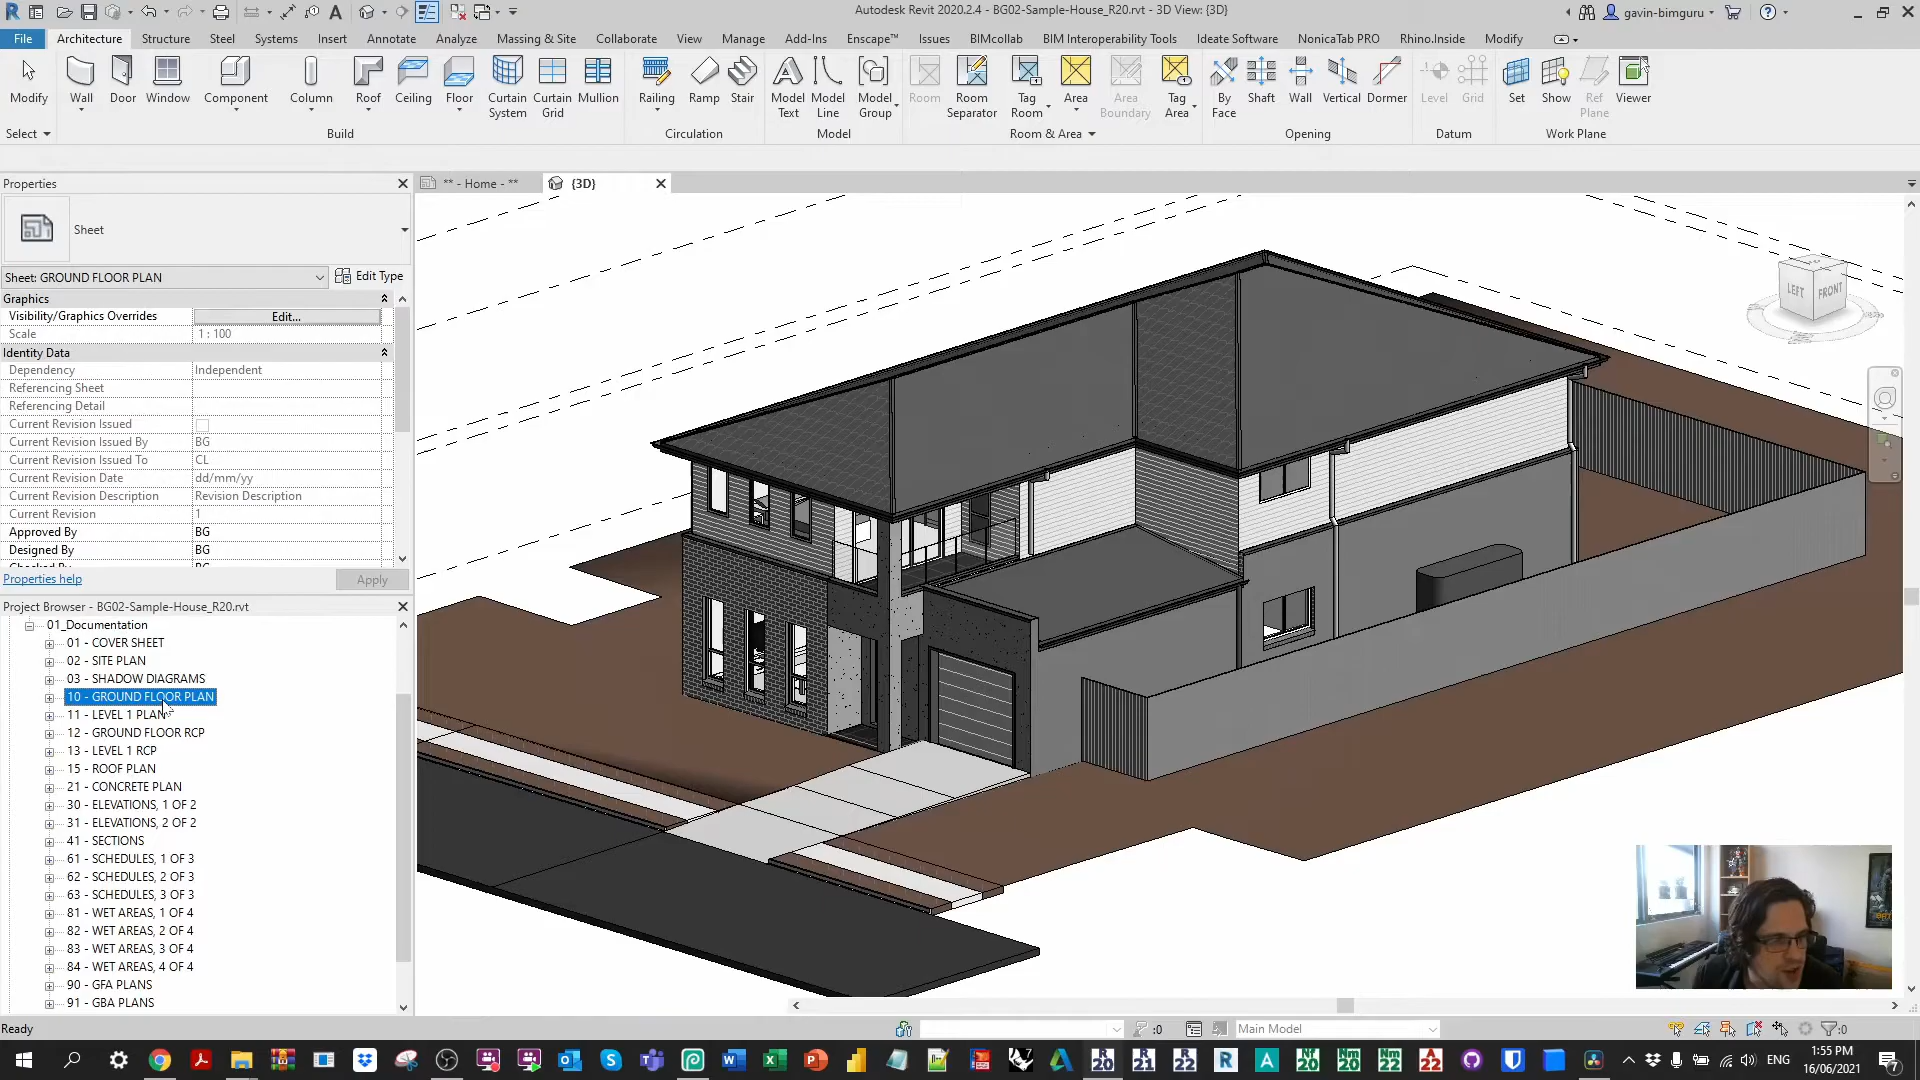 Autodesk Revit 2020.2.4 - BG02-Sample-House_R20.rvt - 3D View: {3D}
gavin-bimguru
File Architecture Structure Steel Systems Insert Annotate Analyze Massing & Site Collaborate View Manage Add-Ins Enscape™ Issues BIMcollab BIM Interoperability Tools Ideate Software NonicaTab PRO Rhino.Inside Modify
Modify Wall Door Window Component Column Roof Ceiling Floor Curtain System Curtain Grid Mullion Railing Ramp Stair Model Text Model Line Model Group Room Room Separator Tag Room Area Area Boundary Tag Area By Face Shaft Wall Vertical Dormer Level Grid Set Show Ref Plane Viewer
Select Build Circulation Model Room & Area Opening Datum Work Plane
Properties
** - Home - **
{3D}
Sheet
Sheet: GROUND FLOOR PLAN
Edit Type
Graphics
Visibility/Graphics Overrides Edit...
Scale 1 : 100
Identity Data
Dependency Independent
Referencing Sheet
Referencing Detail
Current Revision Issued
Current Revision Issued By BG
Current Revision Issued To CL
Current Revision Date dd/mm/yy
Current Revision Description Revision Description
Current Revision 1
Approved By BG
Designed By BG
Checked By BG
Properties help
Apply
LEFT FRONT
Project Browser - BG02-Sample-House_R20.rvt
01_Documentation
01 - COVER SHEET
02 - SITE PLAN
03 - SHADOW DIAGRAMS
10 - GROUND FLOOR PLAN
11 - LEVEL 1 PLAN
12 - GROUND FLOOR RCP
13 - LEVEL 1 RCP
15 - ROOF PLAN
21 - CONCRETE PLAN
30 - ELEVATIONS, 1 OF 2
31 - ELEVATIONS, 2 OF 2
41 - SECTIONS
61 - SCHEDULES, 1 OF 3
62 - SCHEDULES, 2 OF 3
63 - SCHEDULES, 3 OF 3
81 - WET AREAS, 1 OF 4
82 - WET AREAS, 2 OF 4
83 - WET AREAS, 3 OF 4
84 - WET AREAS, 4 OF 4
90 - GFA PLANS
91 - GBA PLANS
Ready
:0
Main Model
:0
ENG
1:55 PM
16/06/2021